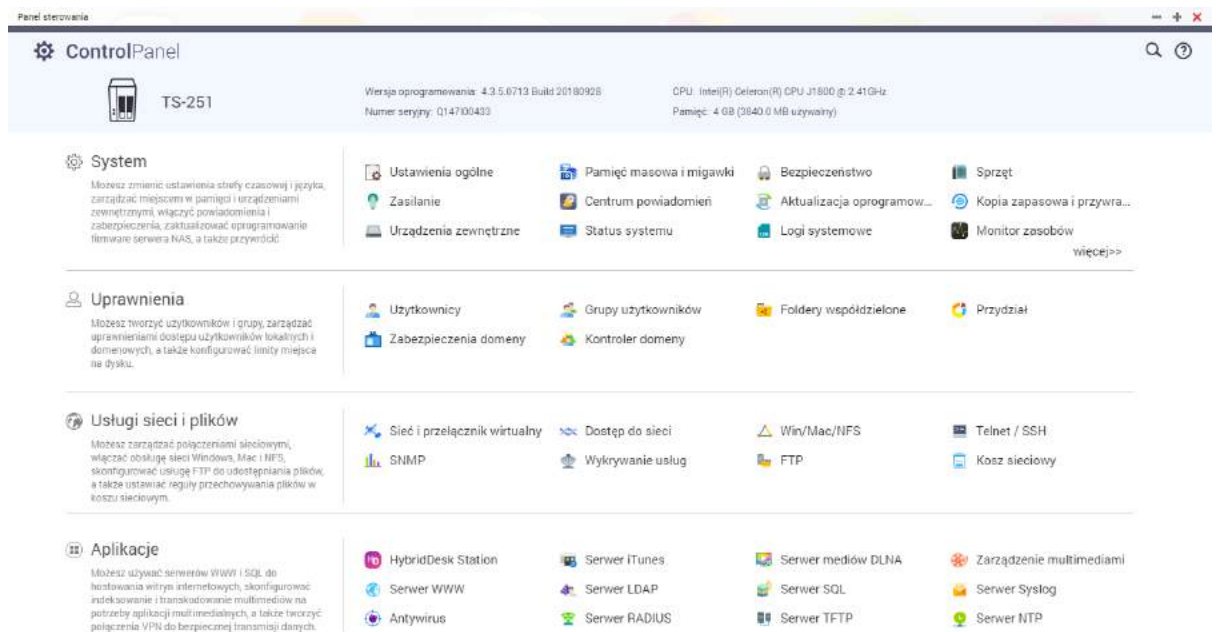 Panel sterowania
ControlPanel
TS-251
Wersja oprogramowania: 4.3.5.0713 Build 20180928
CPU: Intel(R) Celeron(R) CPU J1800 @ 2.41GHz
Numer seryjny: Q147I00433
Pamięć: 4 GB (3840.0 MB używalny)
System
Możesz zmienić ustawienia strefy czasowej i języka,
zarządzać miejscem w pamięci i urządzeniami
zewnętrznymi, włączyć powiadomienia i
zabezpieczenia, zaktualizować oprogramowanie
firmware serwera NAS, a także przywrócić
Ustawienia ogólne
Pamięć masowa i migawki
Bezpieczeństwo
Sprzęt
Zasilanie
Centrum powiadomień
Aktualizacja oprogramow...
Kopia zapasowa i przywra...
Urządzenia zewnętrzne
Status systemu
Logi systemowe
Monitor zasobów
więcej>>
Uprawnienia
Możesz tworzyć użytkowników i grupy, zarządzać
uprawnieniami dostępu użytkowników lokalnych i
domenowych, a także konfigurować limity miejsca
na dysku.
Użytkownicy
Grupy użytkowników
Foldery współdzielone
Przydział
Zabezpieczenia domeny
Kontroler domeny
Usługi sieci i plików
Możesz zarządzać połączeniami sieciowymi,
włączać obsługę sieci Windows, Mac i NFS,
skonfigurować usługę FTP do udostępniania plików,
a także ustawiać reguły przechowywania plików w
koszu sieciowym.
Sieć i przełącznik wirtualny
Dostęp do sieci
Win/Mac/NFS
Telnet / SSH
SNMP
Wykrywanie usług
FTP
Kosz sieciowy
Aplikacje
Możesz używać serwerów WWW i SQL do
hostowania witryn internetowych, skonfigurować
indeksowanie i transkodowanie multimediów na
potrzeby aplikacji multimedialnych, a także tworzyć
połączenia VPN do bezpiecznej transmisji danych.
HybridDesk Station
Serwer iTunes
Serwer mediów DLNA
Zarządzenie multimediami
Serwer WWW
Serwer LDAP
Serwer SQL
Serwer Syslog
Antywirus
Serwer RADIUS
Serwer TFTP
Serwer NTP